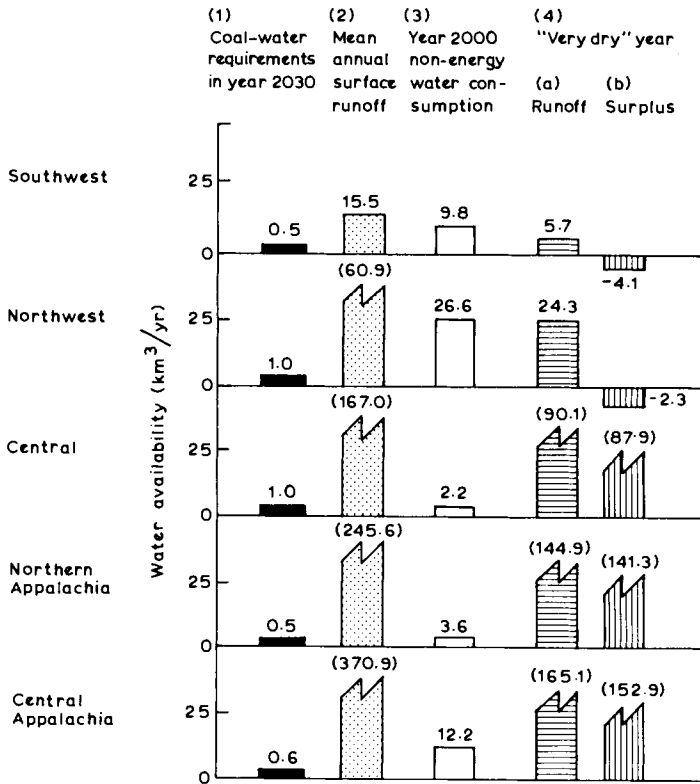 (1) (2) (3) (4)
Coal-water Mean Year 2000 "Very dry" year
requirements annual non-energy
in year 2030 surface water con- (a) (b)
runoff sumption Runoff Surplus
Water availability (km³/yr)
Southwest
25
0
0.5
15.5
9.8
5.7
-4.1
Northwest
25
0
1.0
(60.9)
26.6
24.3
-2.3
Central
25
0
1.0
(167.0)
2.2
(90.1)
(87.9)
Northern
Appalachia
25
0
0.5
(245.6)
3.6
(144.9)
(141.3)
Central
Appalachia
25
0
0.6
(370.9)
12.2
(165.1)
(152.9)